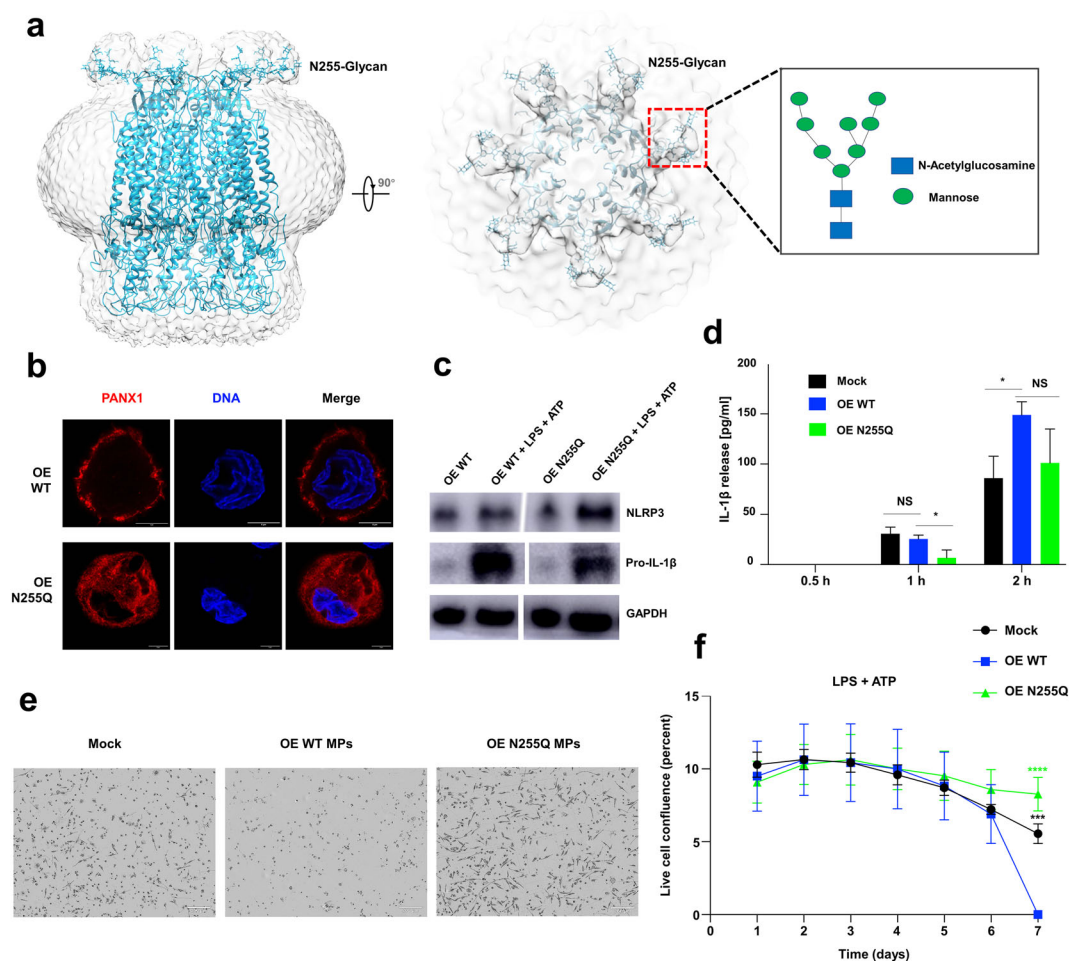 a
N255-Glycan
90°
N255-Glycan
N-Acetylglucosamine
Mannose
b
PANX1
DNA
Merge
OE
WT
OE
N255Q
c
OE WT
OE WT + LPS + ATP
OE N255Q
OE N255Q + LPS + ATP
NLRP3
Pro-IL-1β
GAPDH
d
Mock
OE WT
OE N255Q
IL-1β release [pg/ml]
200
150
100
50
0
NS
*
*
NS
0.5 h
1 h
2 h
e
Mock
OE WT MPs
OE N255Q MPs
f
Mock
OE WT
OE N255Q
LPS + ATP
Live cell confluence (percent)
15
10
5
0
****
***
0
1
2
3
4
5
6
7
Time (days)